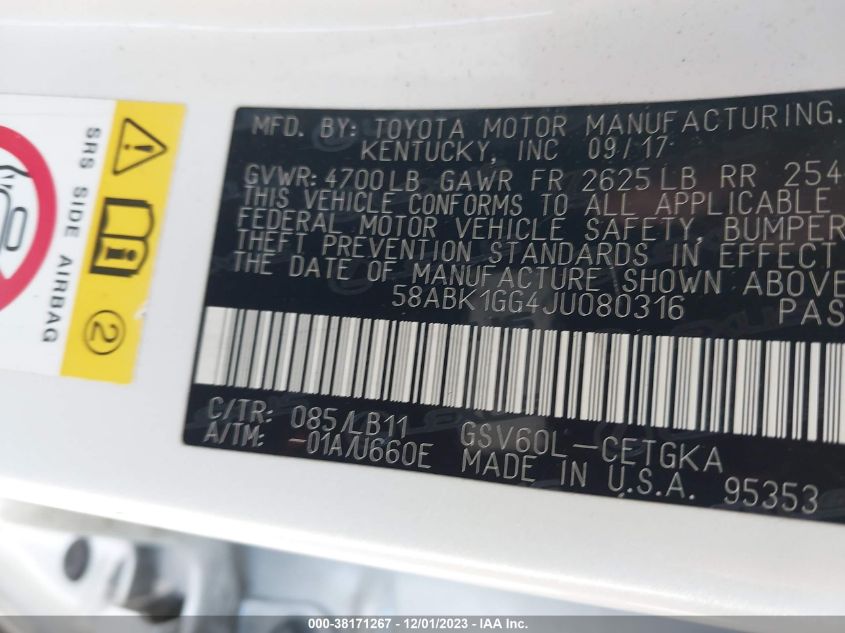 SRS SIDE AIRBAG
2
MFD. BY: TOYOTA MOTOR MANUFACTURING.
KENTUCKY, INC 09/17
GVWR: 4700LB GAWR FR 2625LB RR 254
THIS VEHICLE CONFORMS TO ALL APPLICABLE
FEDERAL MOTOR VEHICLE SAFETY, BUMPER
THEFT PREVENTION STANDARDS IN EFFECT
THE DATE OF MANUFACTURE SHOWN ABOVE
58ABK1GG4JU080316 PAS
C/TR: 085/LB11 GSV60L-CETGKA
A/TM: -01A/U660E MADE IN U.S.A. 95353
000-38171267 - 12/01/2023 - IAAI - Copart